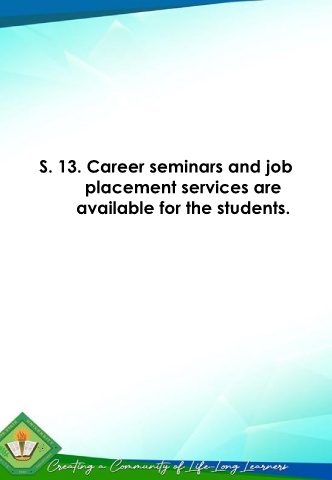 S. 13. Career seminars and job
placement services are
available for the students.
Creating a Community of Life-Long Learners